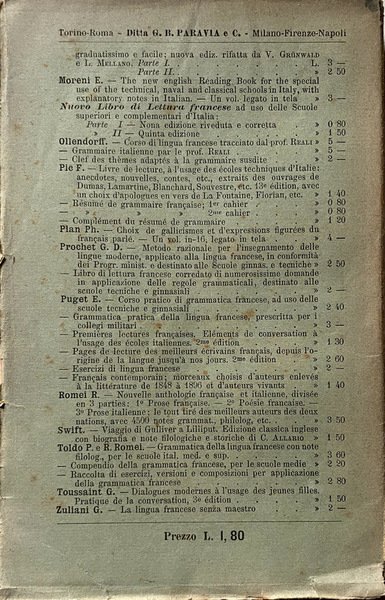 Torino-Roma - Ditta G. B. PARAVIA e C. - Milano-Firenze-Napoli
gradnatissimo e facile; nuova ediz. rifatta da V. GRÜNWALD
e L. MELLANO, Parte I. . . . . . L. 3 —
Parte II. . . . . . » 2 50
Moreni E. — The new english Reading Book for the special
use of the technical, naval and classical schools in Italy, with
explanatory notes in Italian. — Un vol. legato in tela » 3 —
Nuovo Libro di Lettura francese ad uso delle Scuole
superiori e complementari d'Italia:
Parte I — Nona edizione riveduta e corretta . » 0 80
» II — Quinta edizione . . . . » 1 50
Ollendorff. — Corso di lingua francese tracciato dal prof. REALI » 5 —
— Grammaire italienne par le prof. REALI . . . » 5 —
— Clef des thèmes adaptés à la grammaire susdite . » 2 —
Pie F. — Livre de lecture, à l'usage des écoles techniques d'Italie:
anecdotes, nouvelles, contes, etc., extraits des ouvrages de
Dumas, Lamartine, Blanchard, Souvestre, etc. 13e édition, avec
un choix d'apologues en vers de La Fontaine, Florian, etc. » 1 40
— Résumé de grammaire française; 1er cahier . . » 0 80
— » » » 2me cahier . . » 0 80
— Complément du résumé de grammaire . . . » 1 20
Plan Ph. — Choix de gallicismes et d'expressions figurées du
français parlé. — Un vol. in-16, legato in tela . . » 4 —
Prochet G. D. — Metodo razionale per l'insegnamento delle
lingue moderne, applicato alla lingua francese, in conformità
dei Progr. minist. e destinato alle Scuole ginnas. e tecniche » 2 50
— Libro di lettura francese corredato di numerosissime domande
in applicazione delle regole grammaticali, destinato alle
scuole tecniche e ginnasiali . . . . . » 2 —
Puget E. — Corso pratico di grammatica francese, ad uso delle
scuole tecniche e ginnasiali . . . . . » 2 40
— Grammatica pratica della lingua francese, prescritta per i
collegi militari . . . . . . » 3 —
— Premières lectures françaises. Eléments de conversation à
l'usage des écoles italiennes. 2me édition . . » 1 30
— Pages de lecture des meilleurs écrivains français, depuis l'o-
rigine de la langue jusqu'à nos jours. 2me édition . » 2 60
— Esercizi di lingua francese . . . . . » 2 —
— Français contemporain; morceaux choisis d'auteurs enlevés
à la littérature de 1848 à 1896 et d'auteurs vivants . » 1 40
Romei R. — Nouvelle anthologie française et italienne, divisée
en 3 parties: 1e Prose française. — 2e Poésie française. —
3e Prose italienne; le tout tiré des meilleurs auteurs des deux
nations, avec 4500 notes grammat., philolog., etc. . » 3 50
Swift. — Viaggio di Gulliver a Lilliput. Edizione classica inglese
con biografia e note filologiche e storiche di C. ALLARIO » 1 50
Toldo P. e R. Romei. — Grammatica della lingua francese con note
filolog., per le scuole ital. med. e sup. . . . » 3 60
— Compendio della grammatica francese, per le scuole medie » 2 20
— Raccolta di esercizi, versioni e composizioni per applicazione
della grammatica francese . . . . . » 2 80
Toussaint G. — Dialogues modernes à l'usage des jeunes filles.
Pratique de la conversation, 3e édition . . . » 1 50
Zuliani G. — La lingua francese senza maestro . . » 2 —
Prezzo L. 1,80